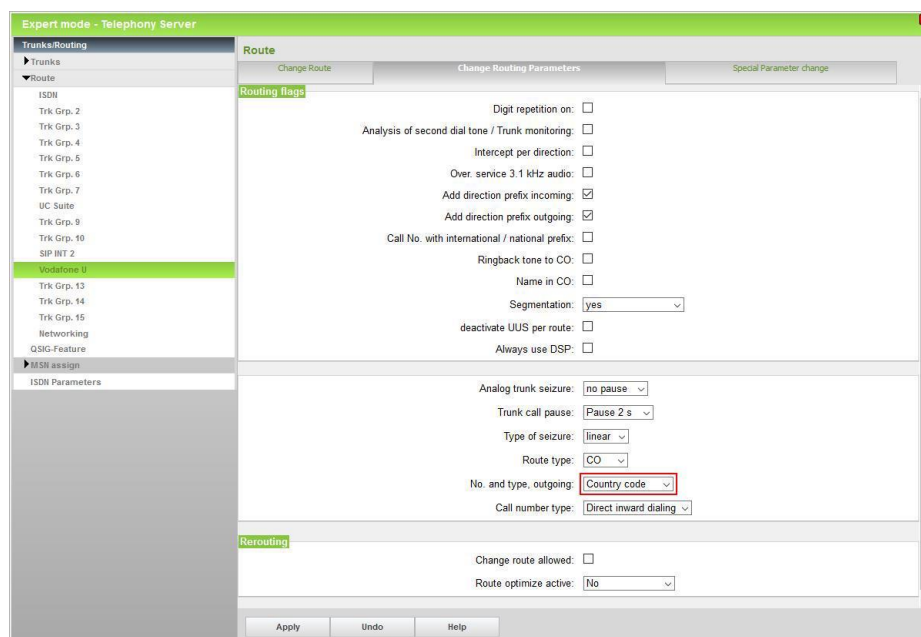 Expert mode - Telephony Server
Trunks/Routing
Trunks
Route
ISDN
Trk Grp. 2
Trk Grp. 3
Trk Grp. 4
Trk Grp. 5
Trk Grp. 6
Trk Grp. 7
UC Suite
Trk Grp. 9
Trk Grp. 10
SIP INT 2
Vodafone U
Trk Grp. 13
Trk Grp. 14
Trk Grp. 15
Networking
QSIG-Feature
MSN assign
ISDN Parameters
Route
Change Route Change Routing Parameters Special Parameter change
Routing flags
Digit repetition on:
Analysis of second dial tone / Trunk monitoring:
Intercept per direction:
Over. service 3.1 kHz audio:
Add direction prefix incoming:
Add direction prefix outgoing:
Call No. with international / national prefix:
Ringback tone to CO:
Name in CO:
Segmentation: yes
deactivate UUS per route:
Always use DSP:
Analog trunk seizure: no pause
Trunk call pause: Pause 2 s
Type of seizure: linear
Route type: CO
No. and type, outgoing: Country code
Call number type: Direct inward dialing
Rerouting
Change route allowed:
Route optimize active: No
Apply Undo Help